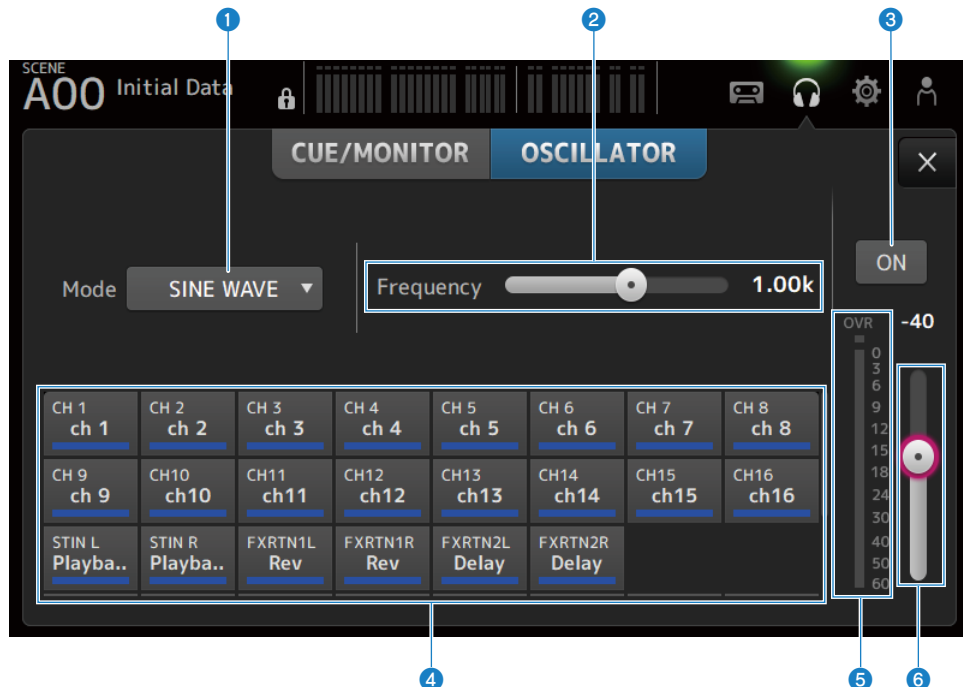 1 2 3
SCENE
A00 Initial Data
CUE/MONITOR OSCILLATOR
Mode SINE WAVE Frequency 1.00k ON
OVR -40
0
3
6
9
12
15
18
24
30
40
50
60
CH 1 CH 2 CH 3 CH 4 CH 5 CH 6 CH 7 CH 8
ch 1 ch 2 ch 3 ch 4 ch 5 ch 6 ch 7 ch 8
CH 9 CH10 CH11 CH12 CH13 CH14 CH15 CH16
ch 9 ch10 ch11 ch12 ch13 ch14 ch15 ch16
STIN L STIN R FXRTN1L FXRTN1R FXRTN2L FXRTN2R
Playba.. Playba.. Rev Rev Delay Delay
4 5 6